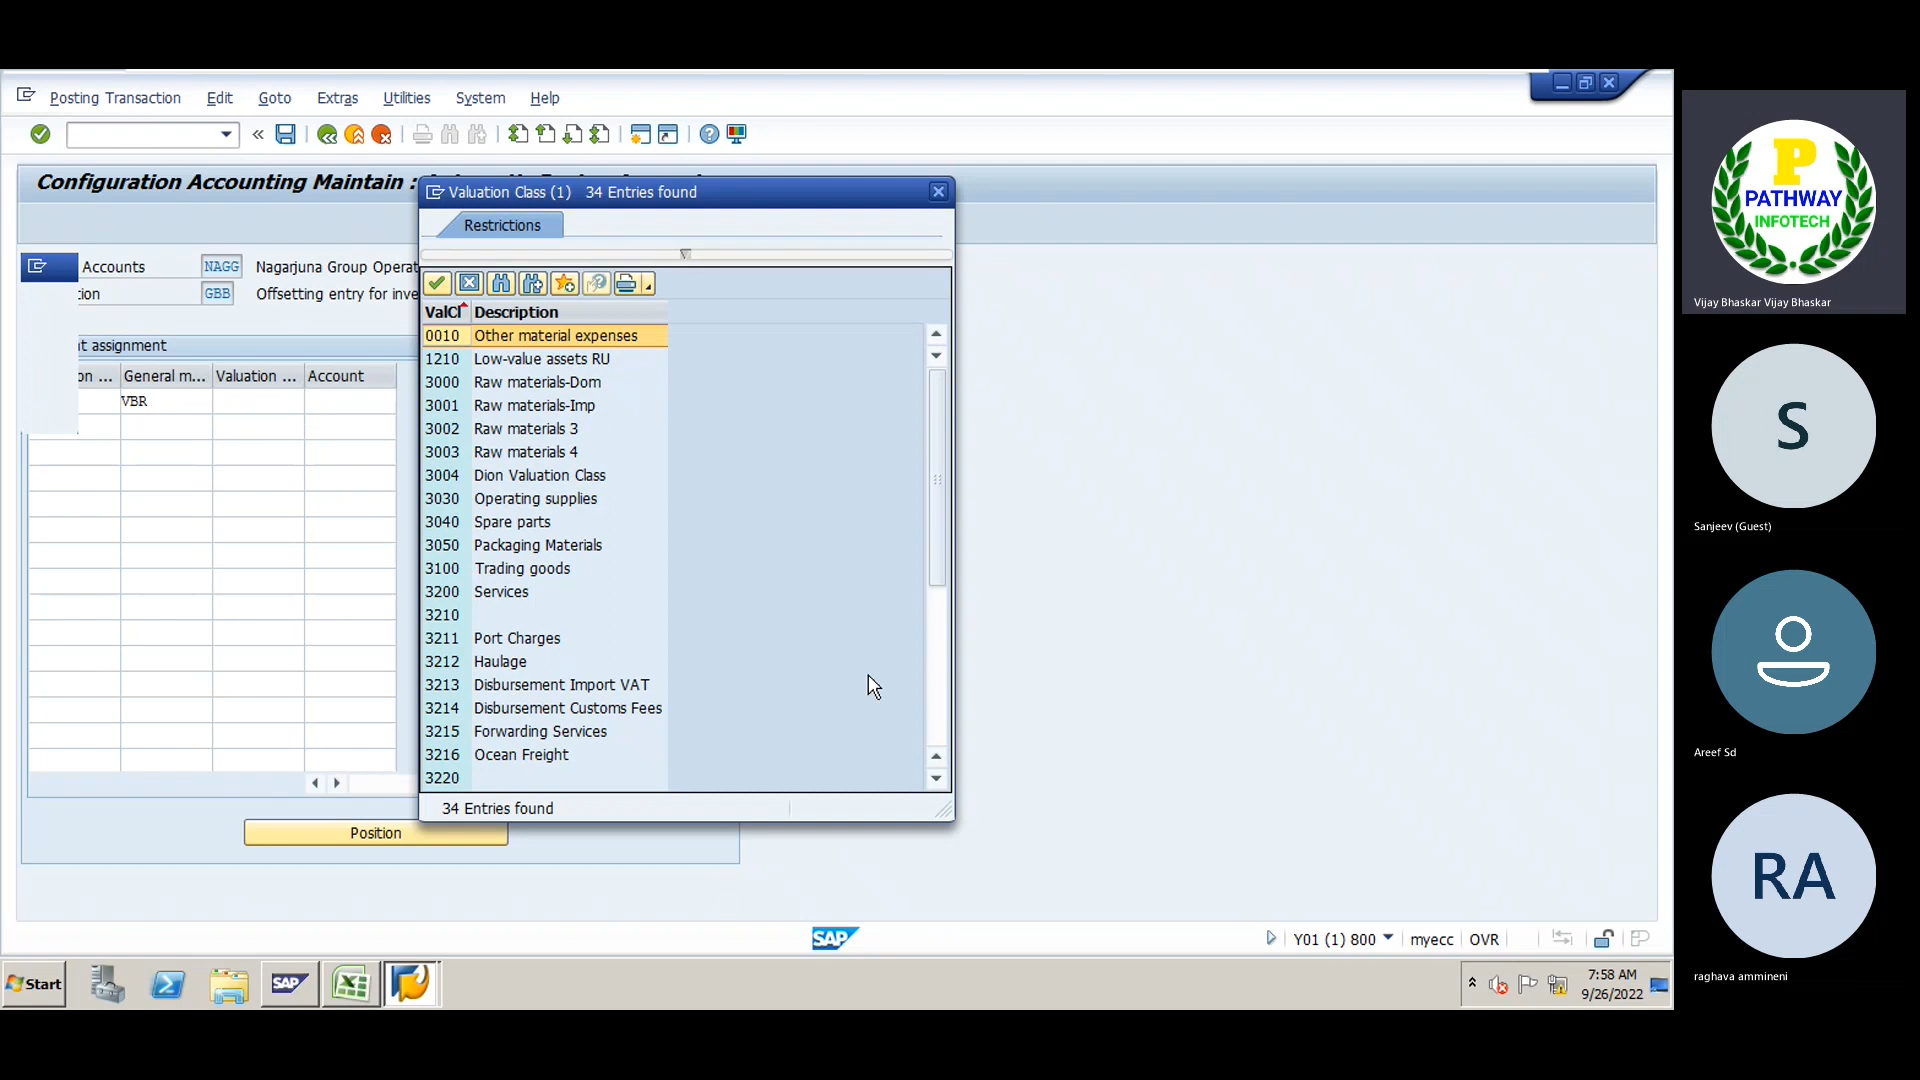 Posting Transaction Edit Goto Extras Utilities System Help
Configuration Accounting Maintain :
Valuation Class (1) 34 Entries found
Restrictions
Accounts NAGG Nagarjuna Group Operat
tion GBB Offsetting entry for inve
ValCl Description
0010 Other material expenses
1210 Low-value assets RU
3000 Raw materials-Dom
3001 Raw materials-Imp
3002 Raw materials 3
3003 Raw materials 4
3004 Dion Valuation Class
3030 Operating supplies
3040 Spare parts
3050 Packaging Materials
3100 Trading goods
3200 Services
3210
3211 Port Charges
3212 Haulage
3213 Disbursement Import VAT
3214 Disbursement Customs Fees
3215 Forwarding Services
3216 Ocean Freight
3220
34 Entries found
t assignment
on ... General m... Valuation ... Account
VBR
Position
SAP
Y01 (1) 800 myecc OVR
Start
SAP
7:58 AM
9/26/2022
P
PATHWAY
INFOTECH
Vijay Bhaskar Vijay Bhaskar
S
Sanjeev (Guest)
Areef Sd
RA
raghava ammineni